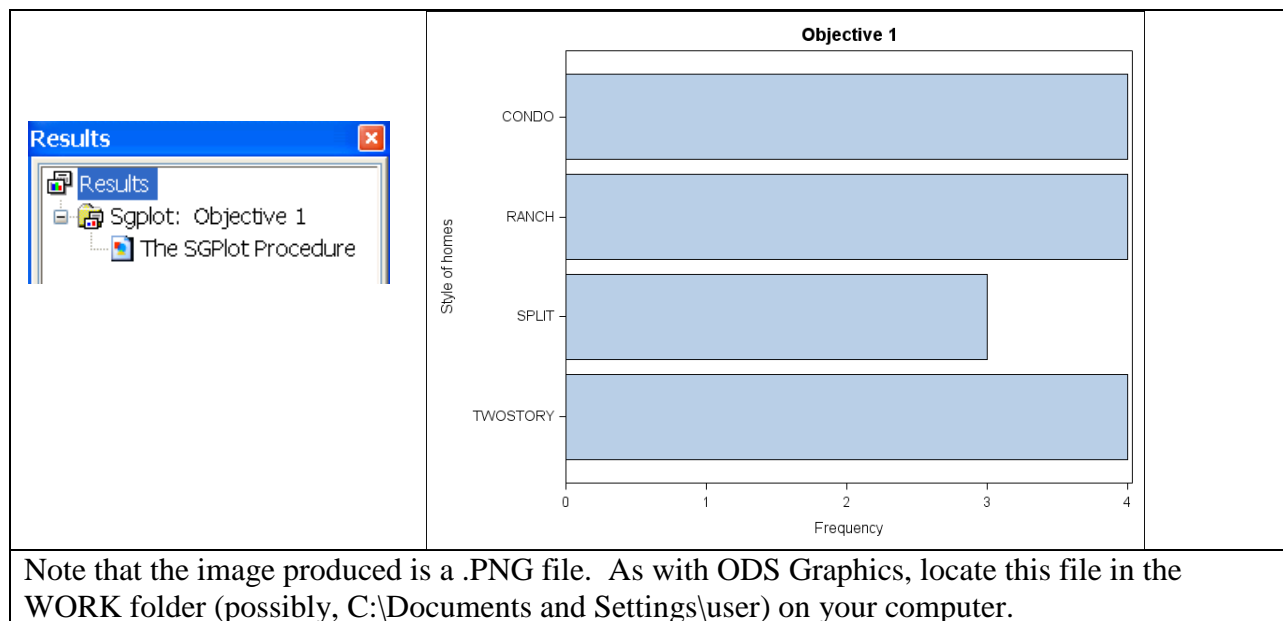 Results
Results
Sgplot: Objective 1
The SGPlot Procedure
Objective 1
Style of homes
CONDO
RANCH
SPLIT
TWOSTORY
0 1 2 3 4
Frequency
Note that the image produced is a .PNG file. As with ODS Graphics, locate this file in the
WORK folder (possibly, C:\Documents and Settings\user) on your computer.